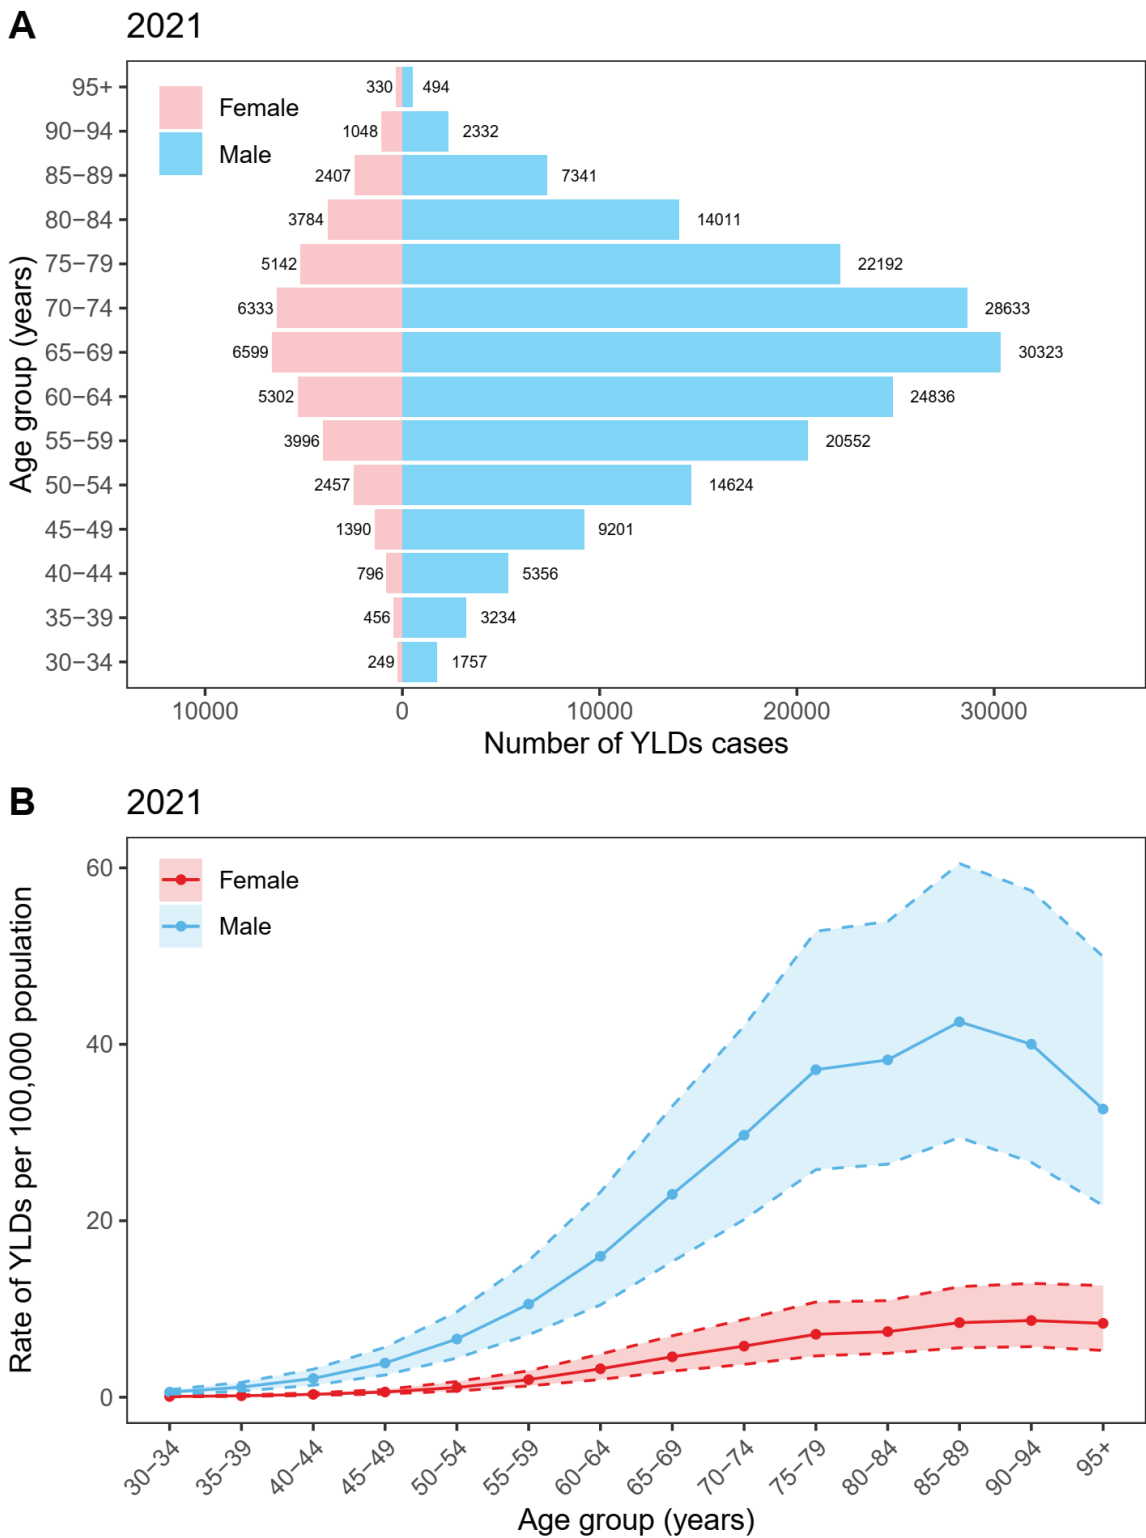 A 2021
Female
Male
Age group (years)
95+ 330 494
90−94 1048 2332
85−89 2407 7341
80−84 3784 14011
75−79 5142 22192
70−74 6333 28633
65−69 6599 30323
60−64 5302 24836
55−59 3996 20552
50−54 2457 14624
45−49 1390 9201
40−44 796 5356
35−39 456 3234
30−34 249 1757
10000 0 10000 20000 30000
Number of YLDs cases
B 2021
Female
Male
Rate of YLDs per 100,000 population
60
40
20
0
30−34 35−39 40−44 45−49 50−54 55−59 60−64 65−69 70−74 75−79 80−84 85−89 90−94 95+
Age group (years)